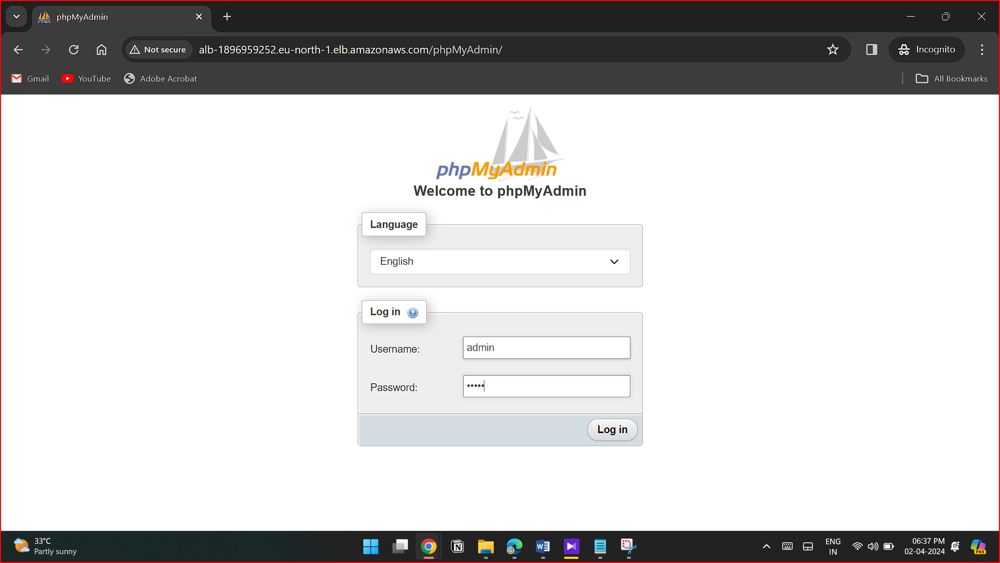 phpMyAdmin
Not secure
alb-1896959252.eu-north-1.elb.amazonaws.com/phpMyAdmin/
Incognito
Gmail
YouTube
Adobe Acrobat
All Bookmarks
phpMyAdmin
Welcome to phpMyAdmin
Language
English
Log in
Username:
admin
Password:
•••••
Log in
33°C
Partly sunny
ENG
IN
06:37 PM
02-04-2024
PRE